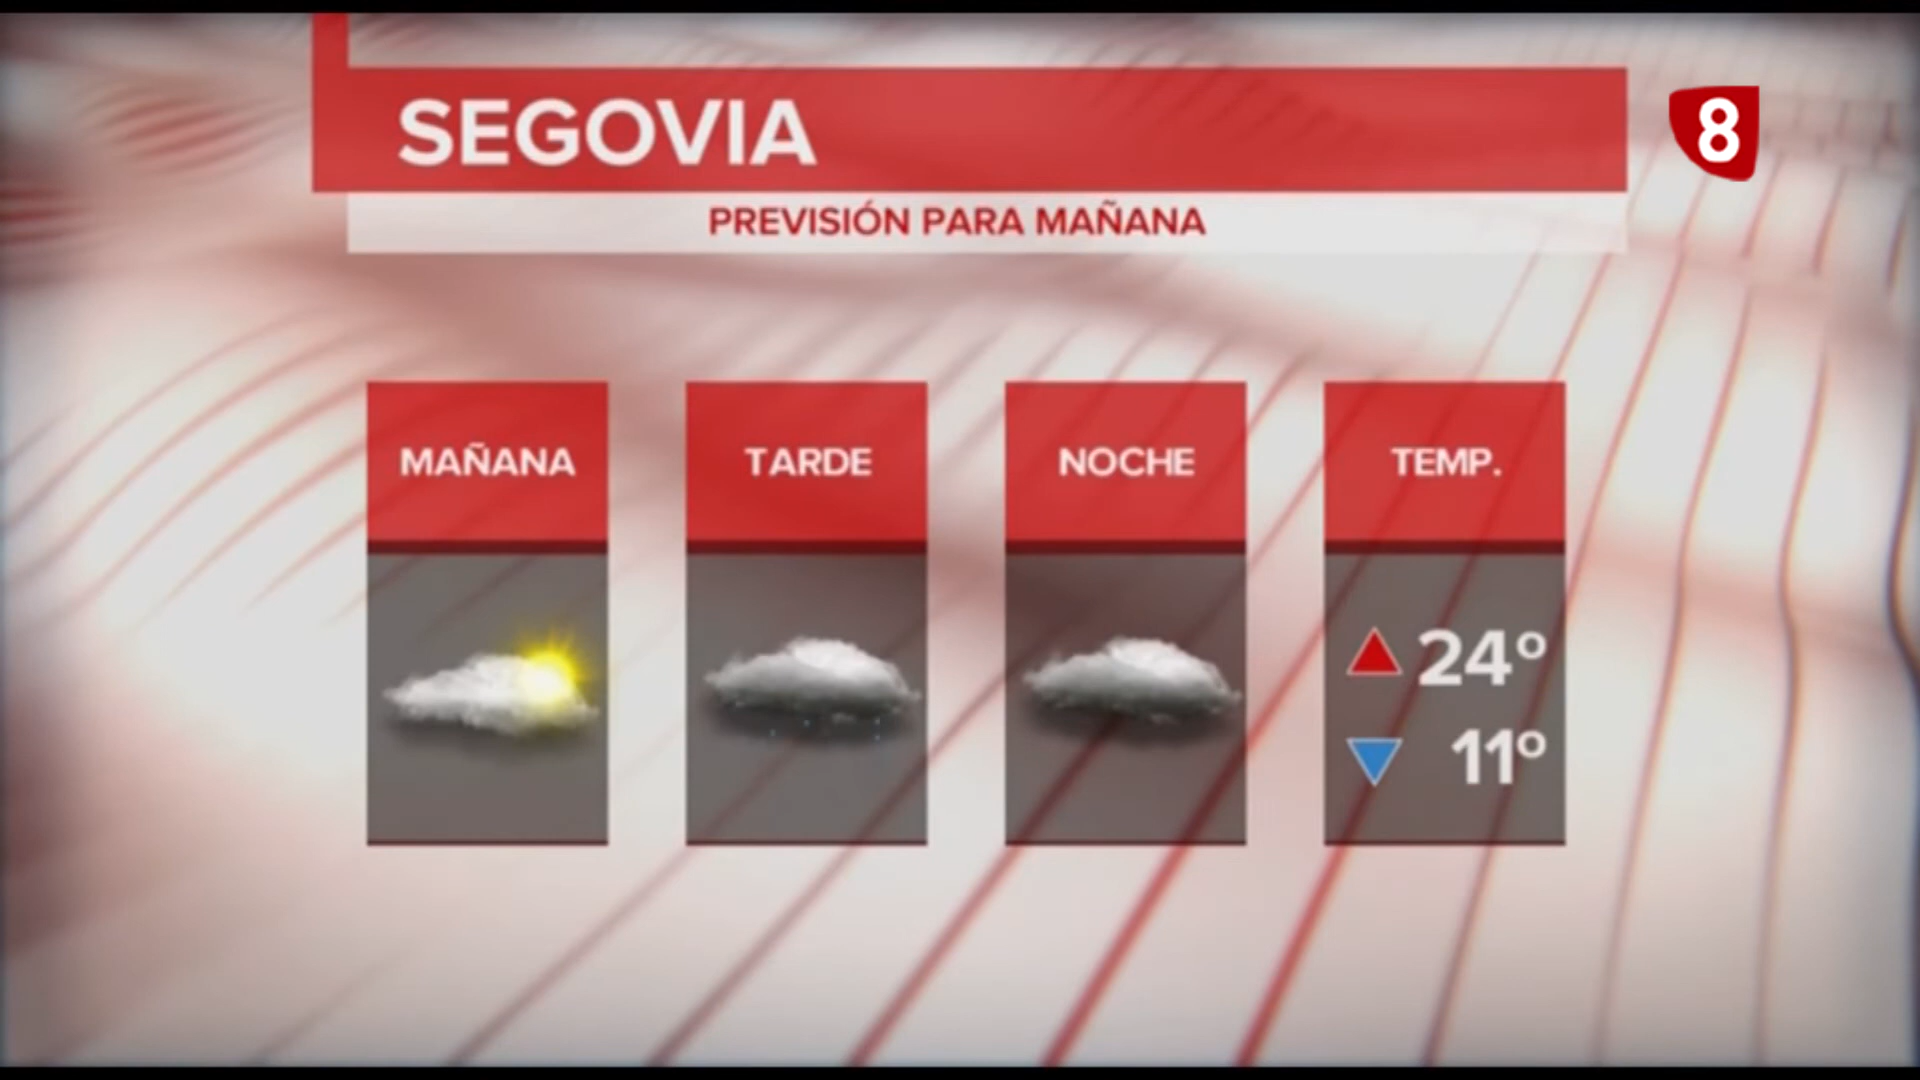 SEGOVIA
8
PREVISIÓN PARA MAÑANA
MAÑANA
TARDE
NOCHE
TEMP.
24º
11º